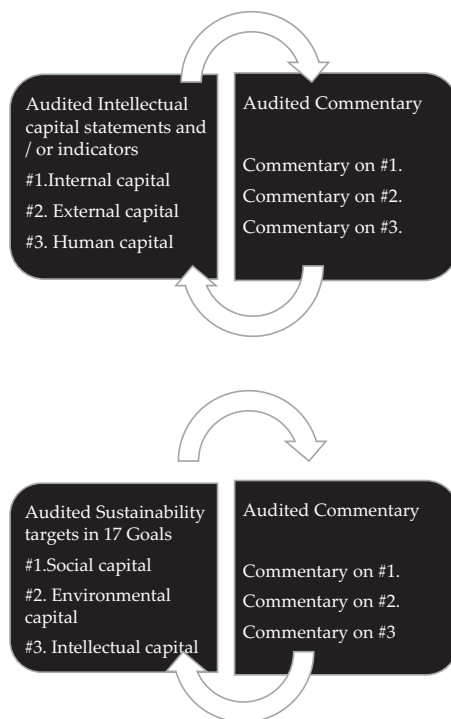 Audited Intellectual
capital statements and
/ or indicators
#1.Internal capital
#2. External capital
#3. Human capital
Audited Commentary
Commentary on #1.
Commentary on #2.
Commentary on #3.
Audited Sustainability
targets in 17 Goals
#1.Social capital
#2. Environmental
capital
#3. Intellectual capital
Audited Commentary
Commentary on #1.
Commentary on #2.
Commentary on #3